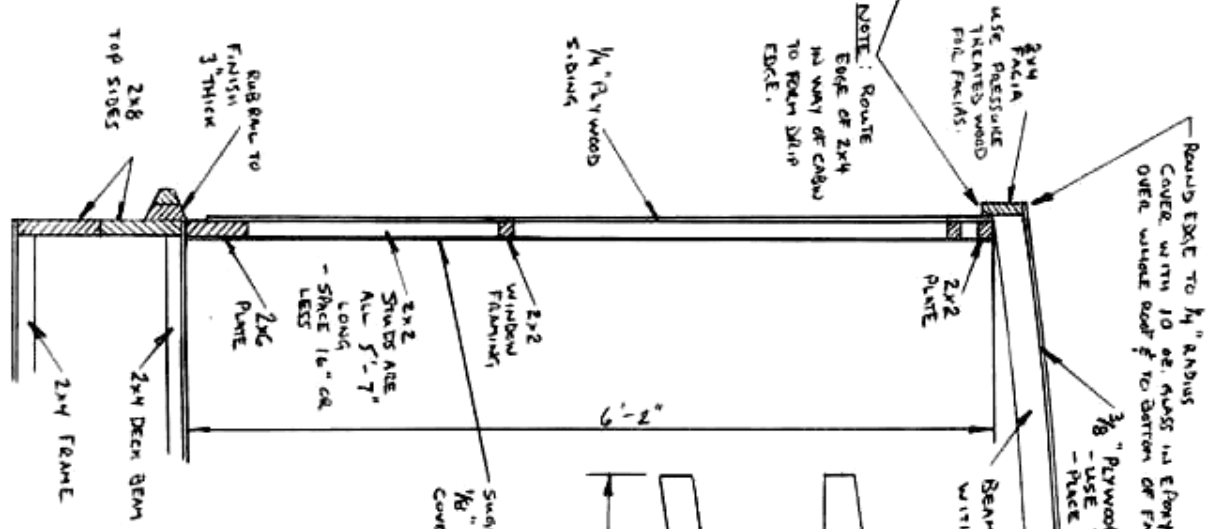 ROUND EDGE TO 1/4" RADIUS
COVER WITH 10 OZ. GLASS IN EPOXY
OVER WHOLE ROOF & TO BOTTOM OF FA
3/8" PLYWOO
- USE
- PLACE
BEAM
WITH
2x4
FACIA
USE PRESSURE
TREATED WOOD
FOR FACIAS.
NOTE: ROUTE
EDGE OF 2x4
IN WAY OF CABIN
TO FORM DRIP
EDGE.
2x2
PLATE
1/4" PLYWOOD
SIDING
6'-2"
2x2
WINDOW
FRAMING,
SUG
1/8"
COVE
2x2
STUDS ARE
ALL 5'-7"
LONG
- SPACE 16" OR
LESS
2x6
PLATE
RUBRAIL TO
FINISH
3" THICK
2x8
TOP SIDES
2x4 DECK BEAM
2x4 FRAME